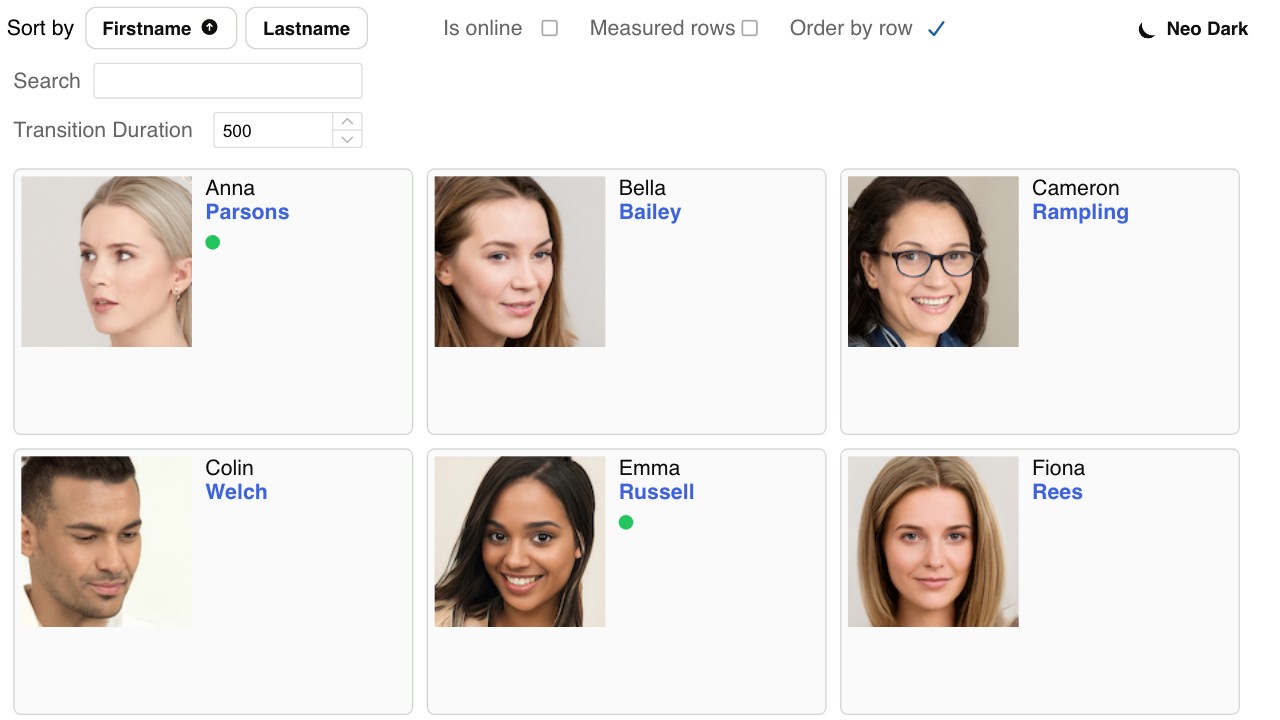 Sort by Firstname Lastname Is online Measured rows Order by row Neo Dark
Search
Transition Duration 500
Anna
Parsons
Bella
Bailey
Cameron
Rampling
Colin
Welch
Emma
Russell
Fiona
Rees